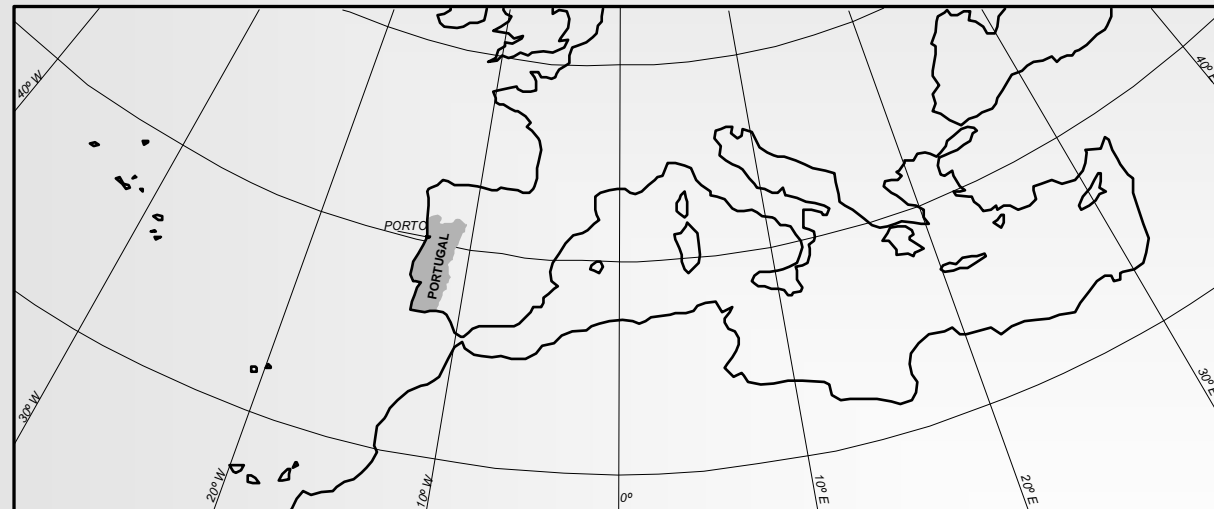 40º W
40º E
PORTO
PORTUGAL
30º W
20º W
10º W
0º
10º E
20º E
30º E